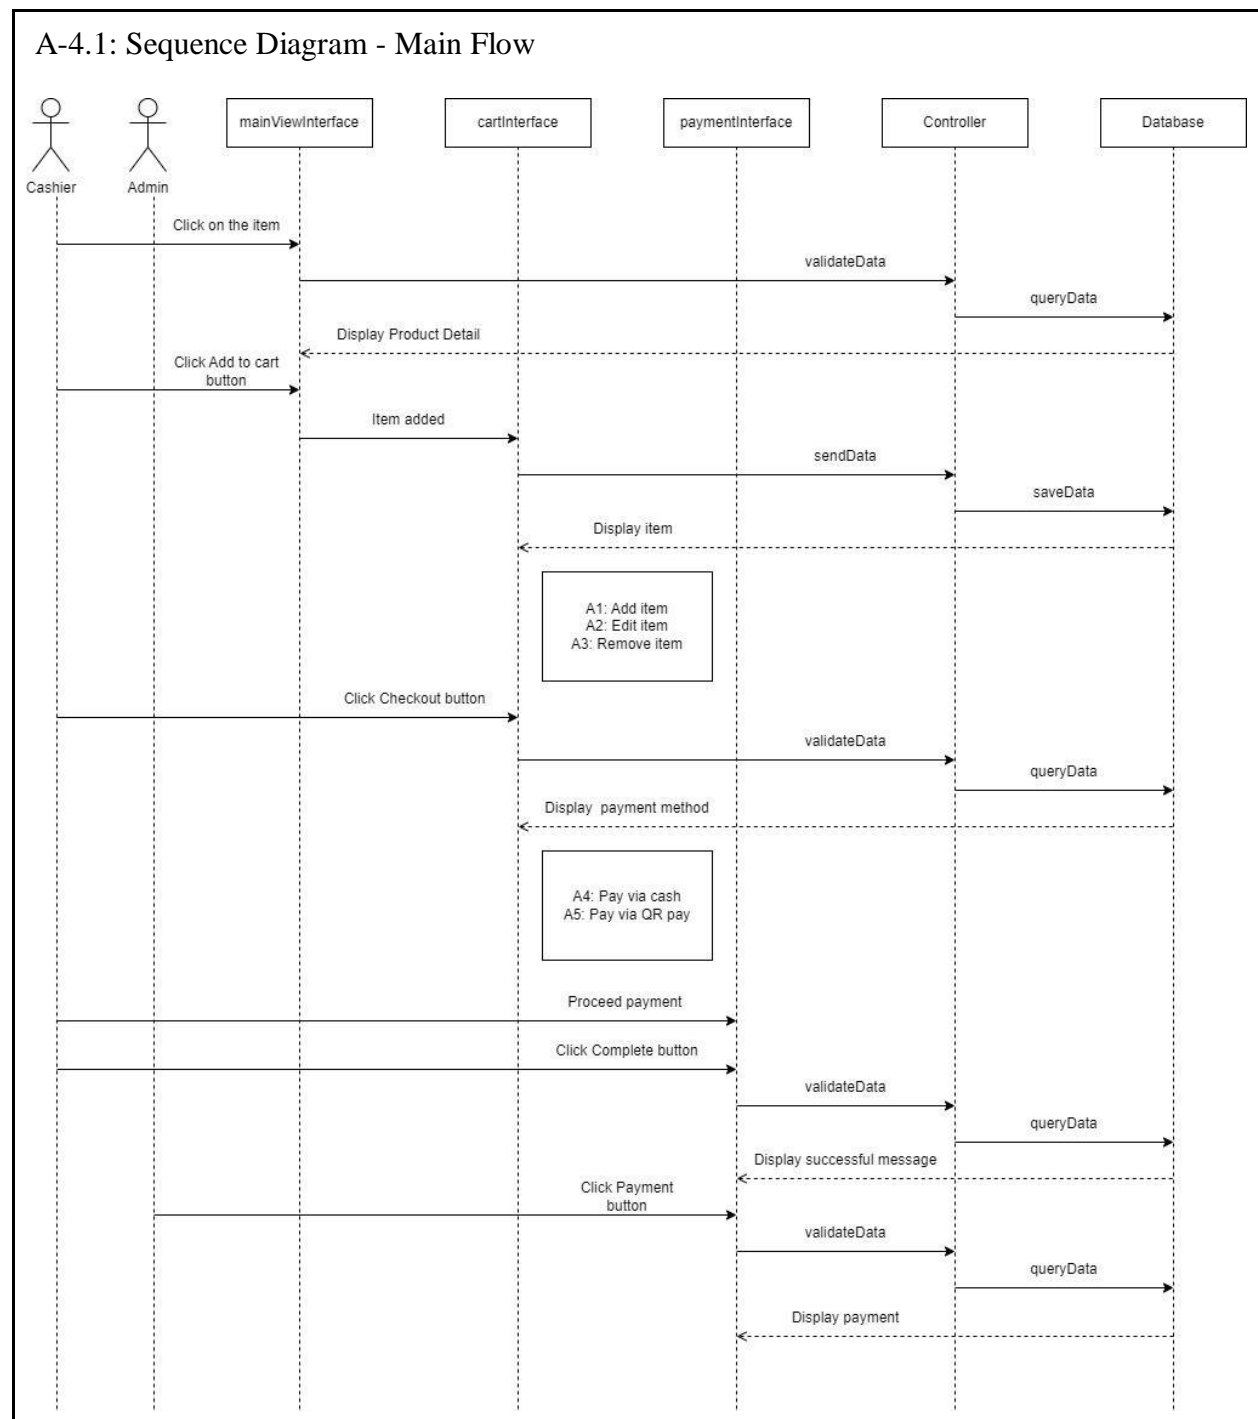 A-4.1: Sequence Diagram - Main Flow
mainViewInterface
cartInterface
paymentInterface
Controller
Database
Cashier
Admin
Click on the item
validateData
queryData
Display Product Detail
Click Add to cart
button
Item added
sendData
saveData
Display item
A1: Add item
A2: Edit item
A3: Remove item
Click Checkout button
validateData
queryData
Display payment method
A4: Pay via cash
A5: Pay via QR pay
Proceed payment
Click Complete button
validateData
queryData
Display successful message
Click Payment
button
validateData
queryData
Display payment